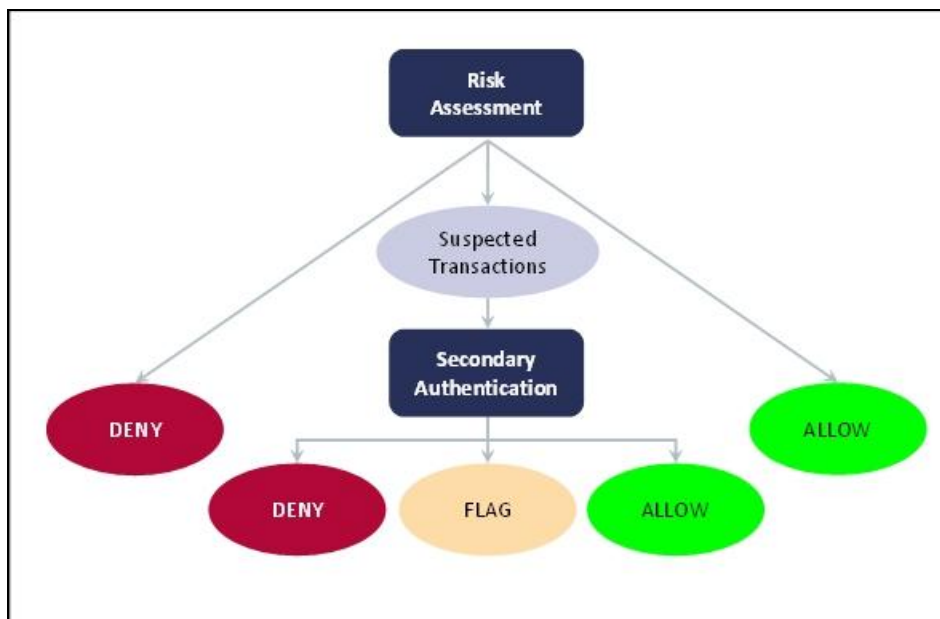 Risk
Assessment
Suspected
Transactions
Secondary
Authentication
DENY
ALLOW
DENY
FLAG
ALLOW